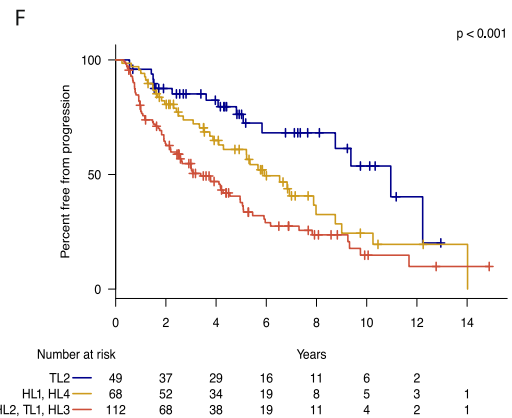 F
p < 0.001
Percent free from progression
100
50
0
0 2 4 6 8 10 12 14
Number at risk Years
TL2 49 37 29 16 11 6 2
HL1, HL4 68 52 34 19 8 5 3 1
HL2, TL1, HL3 112 68 38 19 11 4 2 1